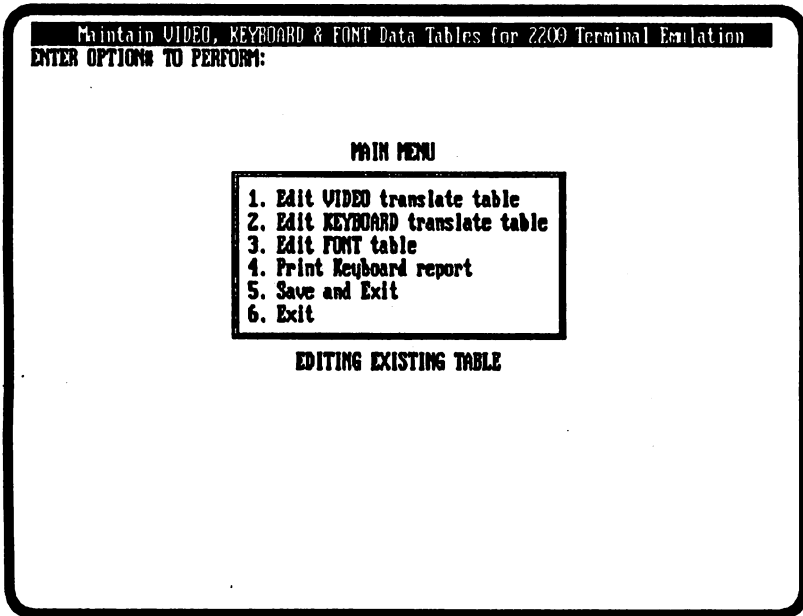 Maintain VIDEO, KEYBOARD & FONT Data Tables for 2200 Terminal Emulation
ENTER OPTION# TO PERFORM:
MAIN MENU
1. Edit VIDEO translate table
2. Edit KEYBOARD translate table
3. Edit FONT table
4. Print Keyboard report
5. Save and Exit
6. Exit
EDITING EXISTING TABLE